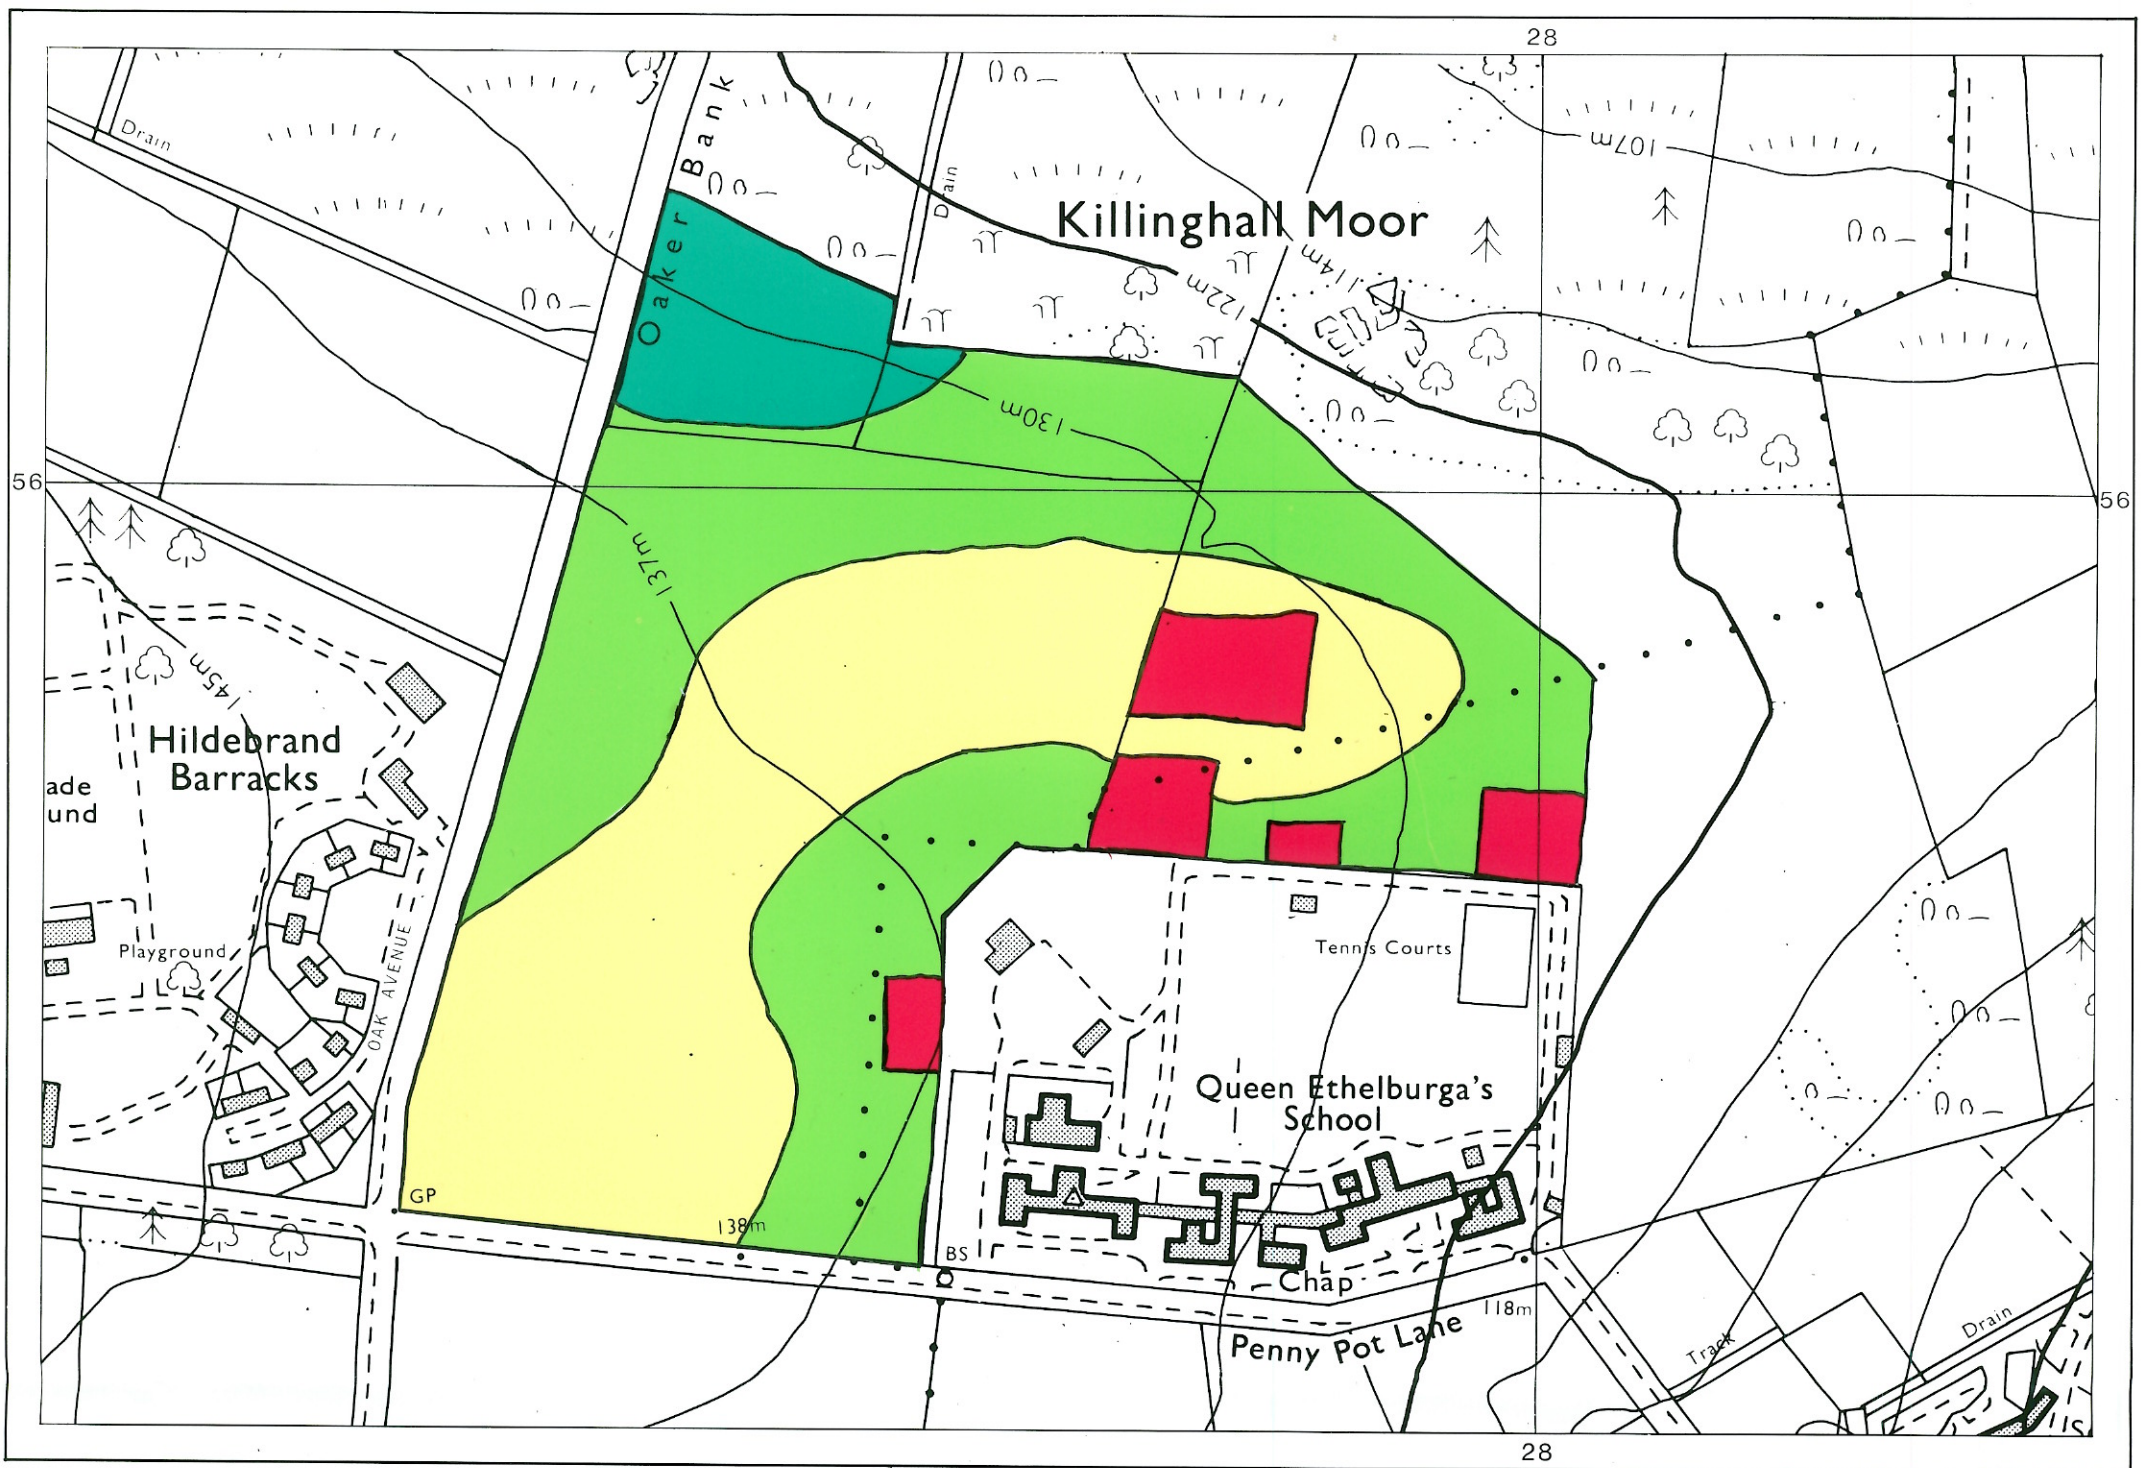 28
Drain
Bank
Oaker
Drain
Killinghall Moor
107m
114m
122m
130m
56
56
137m
145m
Hildebrand
Barracks
ade
und
Playground
OAK AVENUE
Tennis Courts
Queen Ethelburga's
School
GP
138m
BS
Chap
118m
Penny Pot Lane
Track
Drain
28